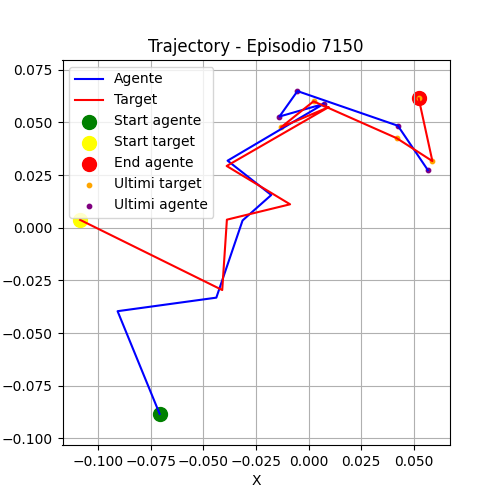 Trajectory - Episodio 7150
0.075
0.050
0.025
0.000
−0.025
−0.050
−0.075
−0.100
Agente
Target
Start agente
Start target
End agente
Ultimi target
Ultimi agente
−0.100 −0.075 −0.050 −0.025 0.000 0.025 0.050
X